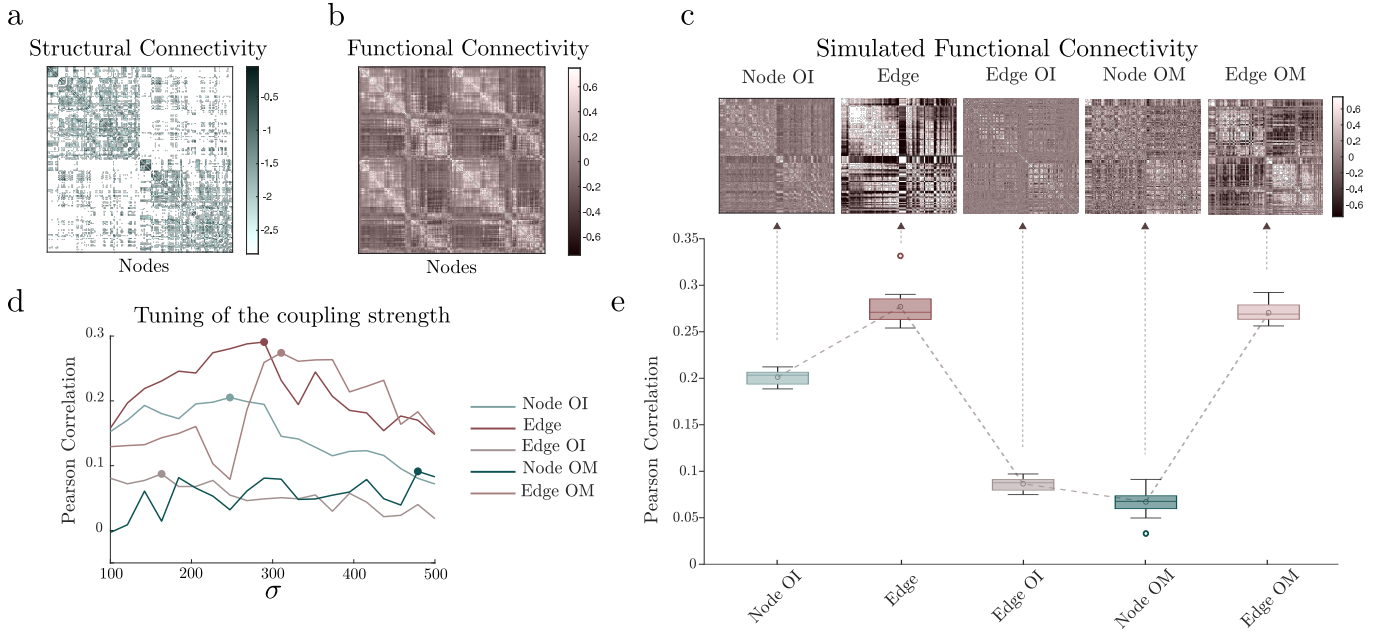 a
Structural Connectivity
-0.5
-1
-1.5
-2
-2.5
Nodes
b
Functional Connectivity
0.6
0.4
0.2
0
-0.2
-0.4
-0.6
Nodes
c
Simulated Functional Connectivity
Node OI
Edge
Edge OI
Node OM
Edge OM
0.6
0.4
0.2
0
-0.2
-0.4
-0.6
d
Tuning of the coupling strength
Pearson Correlation
0.3
0.2
0.1
0
100
200
300
400
500
σ
Node OI
Edge
Edge OI
Node OM
Edge OM
e
Pearson Correlation
0.35
0.3
0.25
0.2
0.15
0.1
0.05
0
Node OI
Edge
Edge OI
Node OM
Edge OM